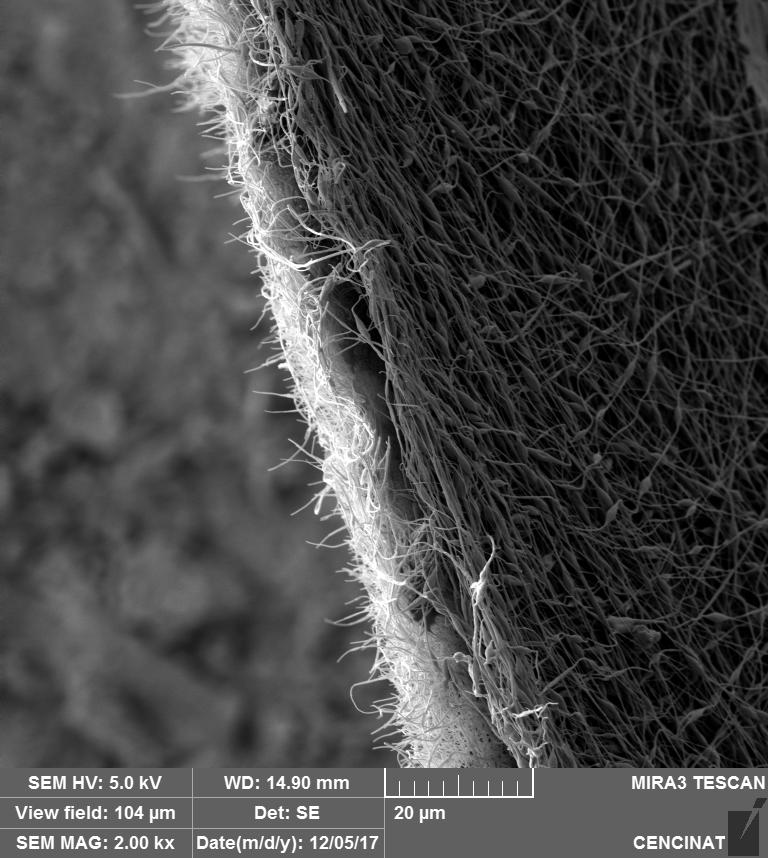 SEM HV: 5.0 kV
WD: 14.90 mm
MIRA3 TESCAN
View field: 104 µm
Det: SE
20 µm
SEM MAG: 2.00 kx
Date(m/d/y): 12/05/17
CENCINAT